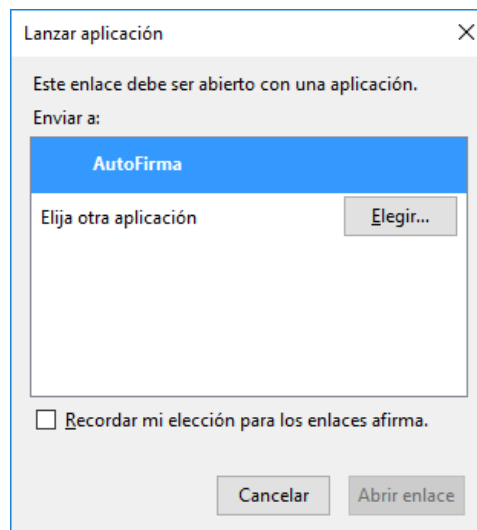 Lanzar aplicación
Este enlace debe ser abierto con una aplicación.
Enviar a:
AutoFirma
Elija otra aplicación
Elegir...
Recordar mi elección para los enlaces afirma.
Cancelar
Abrir enlace